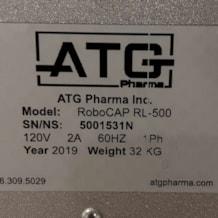 ATG
Pharma
ATG Pharma Inc.
Model: RoboCAP RL-500
SN/NS: 5001531N
120V 2A 60HZ 1Ph
Year 2019 Weight 32 KG
8.309.5029 atgpharma.com